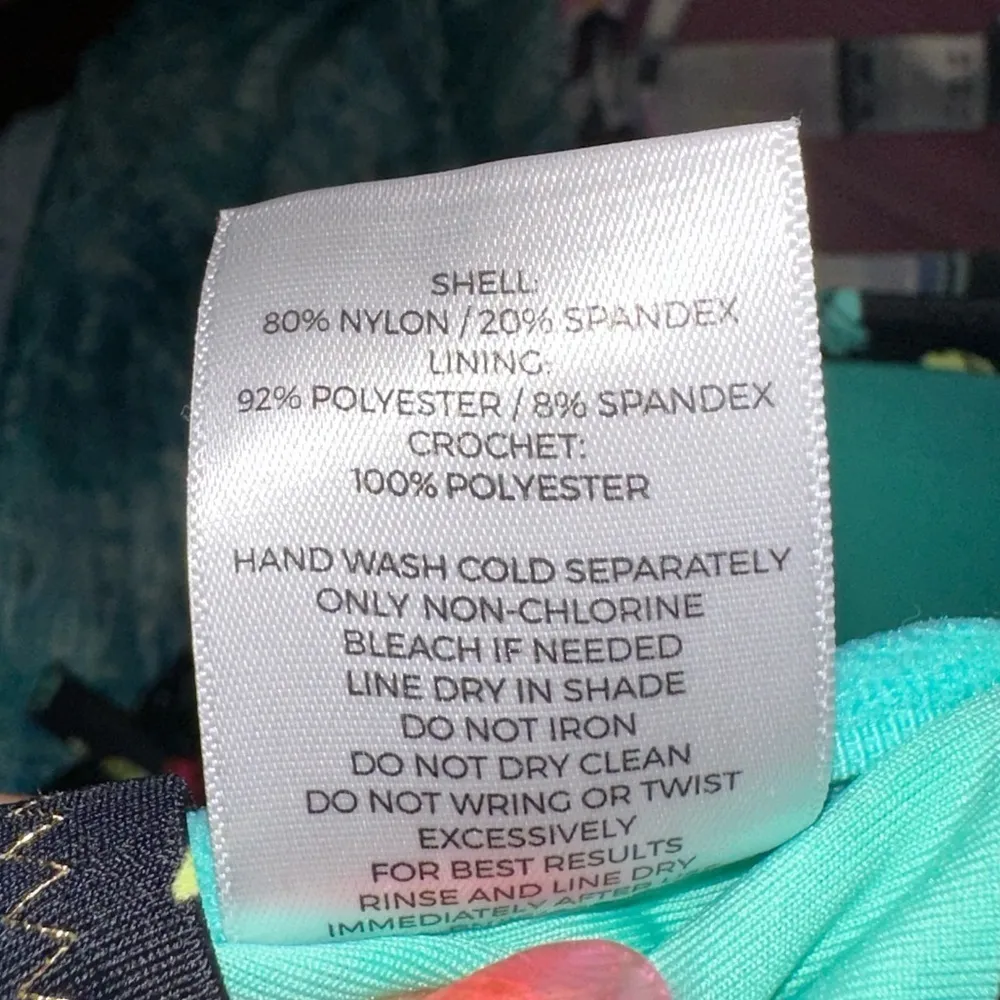 SHELL:
80% NYLON / 20% SPANDEX
LINING:
92% POLYESTER / 8% SPANDEX
CROCHET:
100% POLYESTER
HAND WASH COLD SEPARATELY
ONLY NON-CHLORINE
BLEACH IF NEEDED
LINE DRY IN SHADE
DO NOT IRON
DO NOT DRY CLEAN
DO NOT WRING OR TWIST
EXCESSIVELY
FOR BEST RESULTS
RINSE AND LINE DRY
IMMEDIATELY AFTER